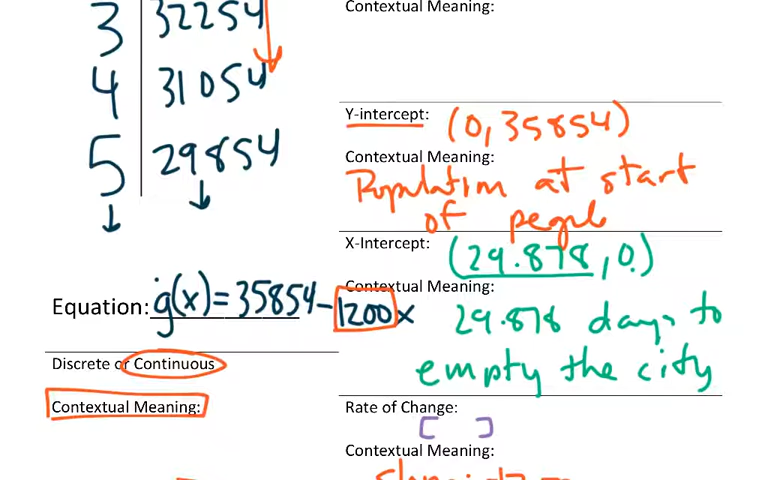 Contextual Meaning:
3 32254
4 31054
5 29854
Y-intercept: (0, 35854)
Contextual Meaning:
Population at start
of people
X-Intercept: (29.878, 0)
Contextual Meaning:
29.878 days to
empty the city
Equation: g(x) = 35854 - 1200x
Discrete or Continuous
Contextual Meaning:
Rate of Change:
[ ]
Contextual Meaning: